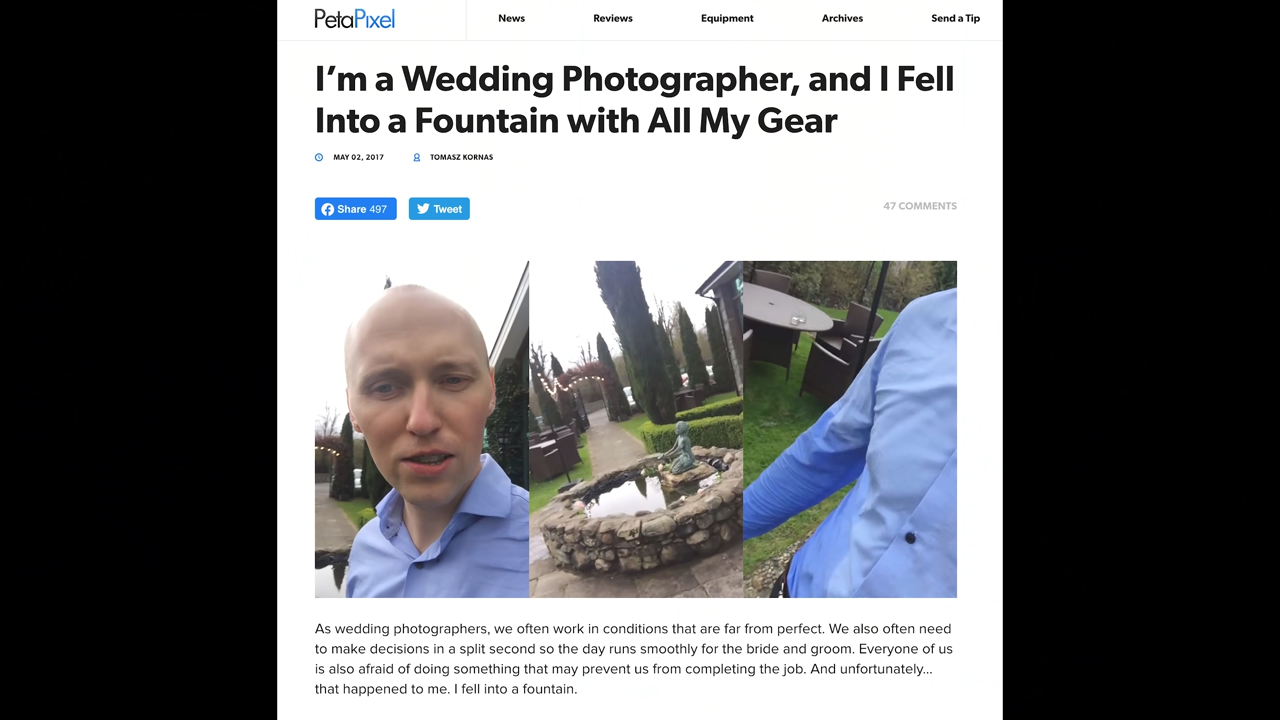 PetaPixel
News
Reviews
Equipment
Archives
Send a Tip
I’m a Wedding Photographer, and I Fell
Into a Fountain with All My Gear
MAY 02, 2017
TOMASZ KORNAS
Share 497
Tweet
47 COMMENTS
As wedding photographers, we often work in conditions that are far from perfect. We also often need
to make decisions in a split second so the day runs smoothly for the bride and groom. Everyone of us
is also afraid of doing something that may prevent us from completing the job. And unfortunately…
that happened to me. I fell into a fountain.